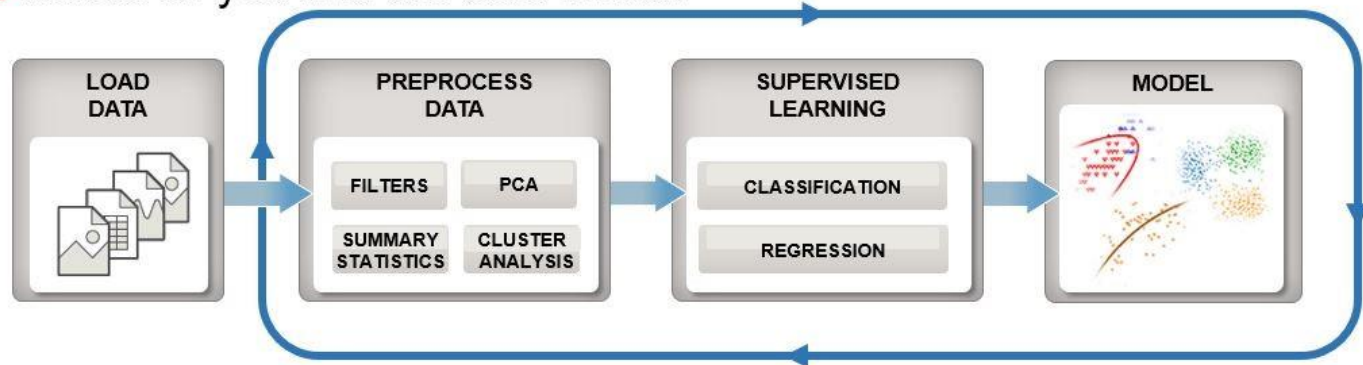 LOAD
DATA
PREPROCESS
DATA
FILTERS
PCA
SUMMARY
STATISTICS
CLUSTER
ANALYSIS
SUPERVISED
LEARNING
CLASSIFICATION
REGRESSION
MODEL